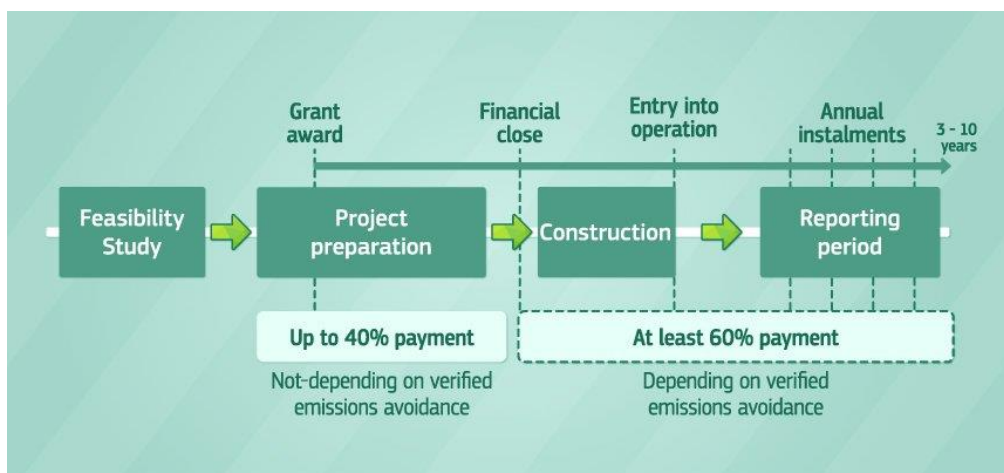 Grant
award
Financial
close
Entry into
operation
Annual
instalments
3 - 10
years
Feasibility
Study
Project
preparation
Construction
Reporting
period
Up to 40% payment
At least 60% payment
Not-depending on verified
emissions avoidance
Depending on verified
emissions avoidance